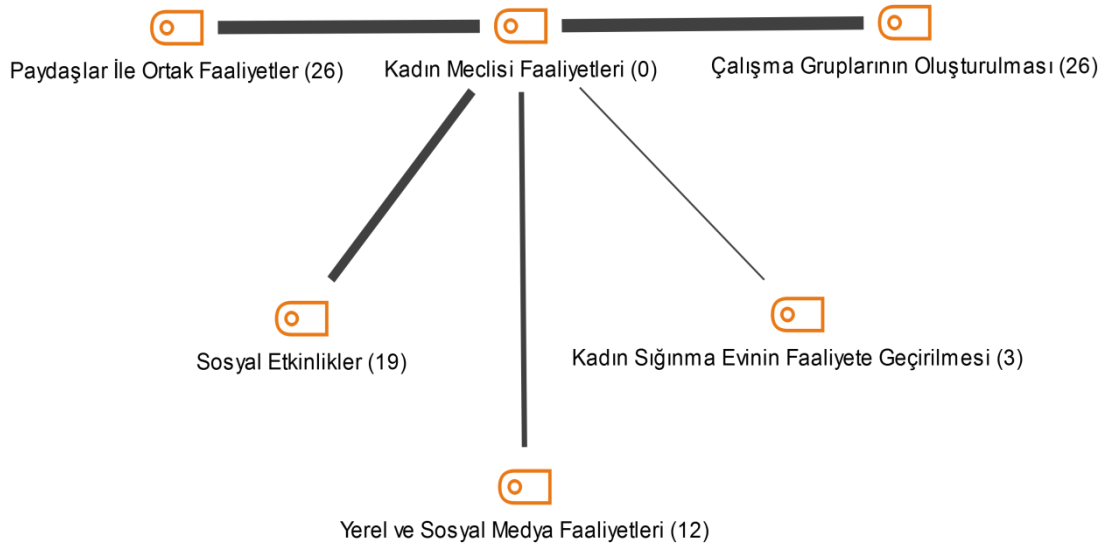 Paydaşlar İle Ortak Faaliyetler (26)
Kadın Meclisi Faaliyetleri (0)
Çalışma Gruplarının Oluşturulması (26)
Sosyal Etkinlikler (19)
Kadın Sığınma Evinin Faaliyete Geçirilmesi (3)
Yerel ve Sosyal Medya Faaliyetleri (12)